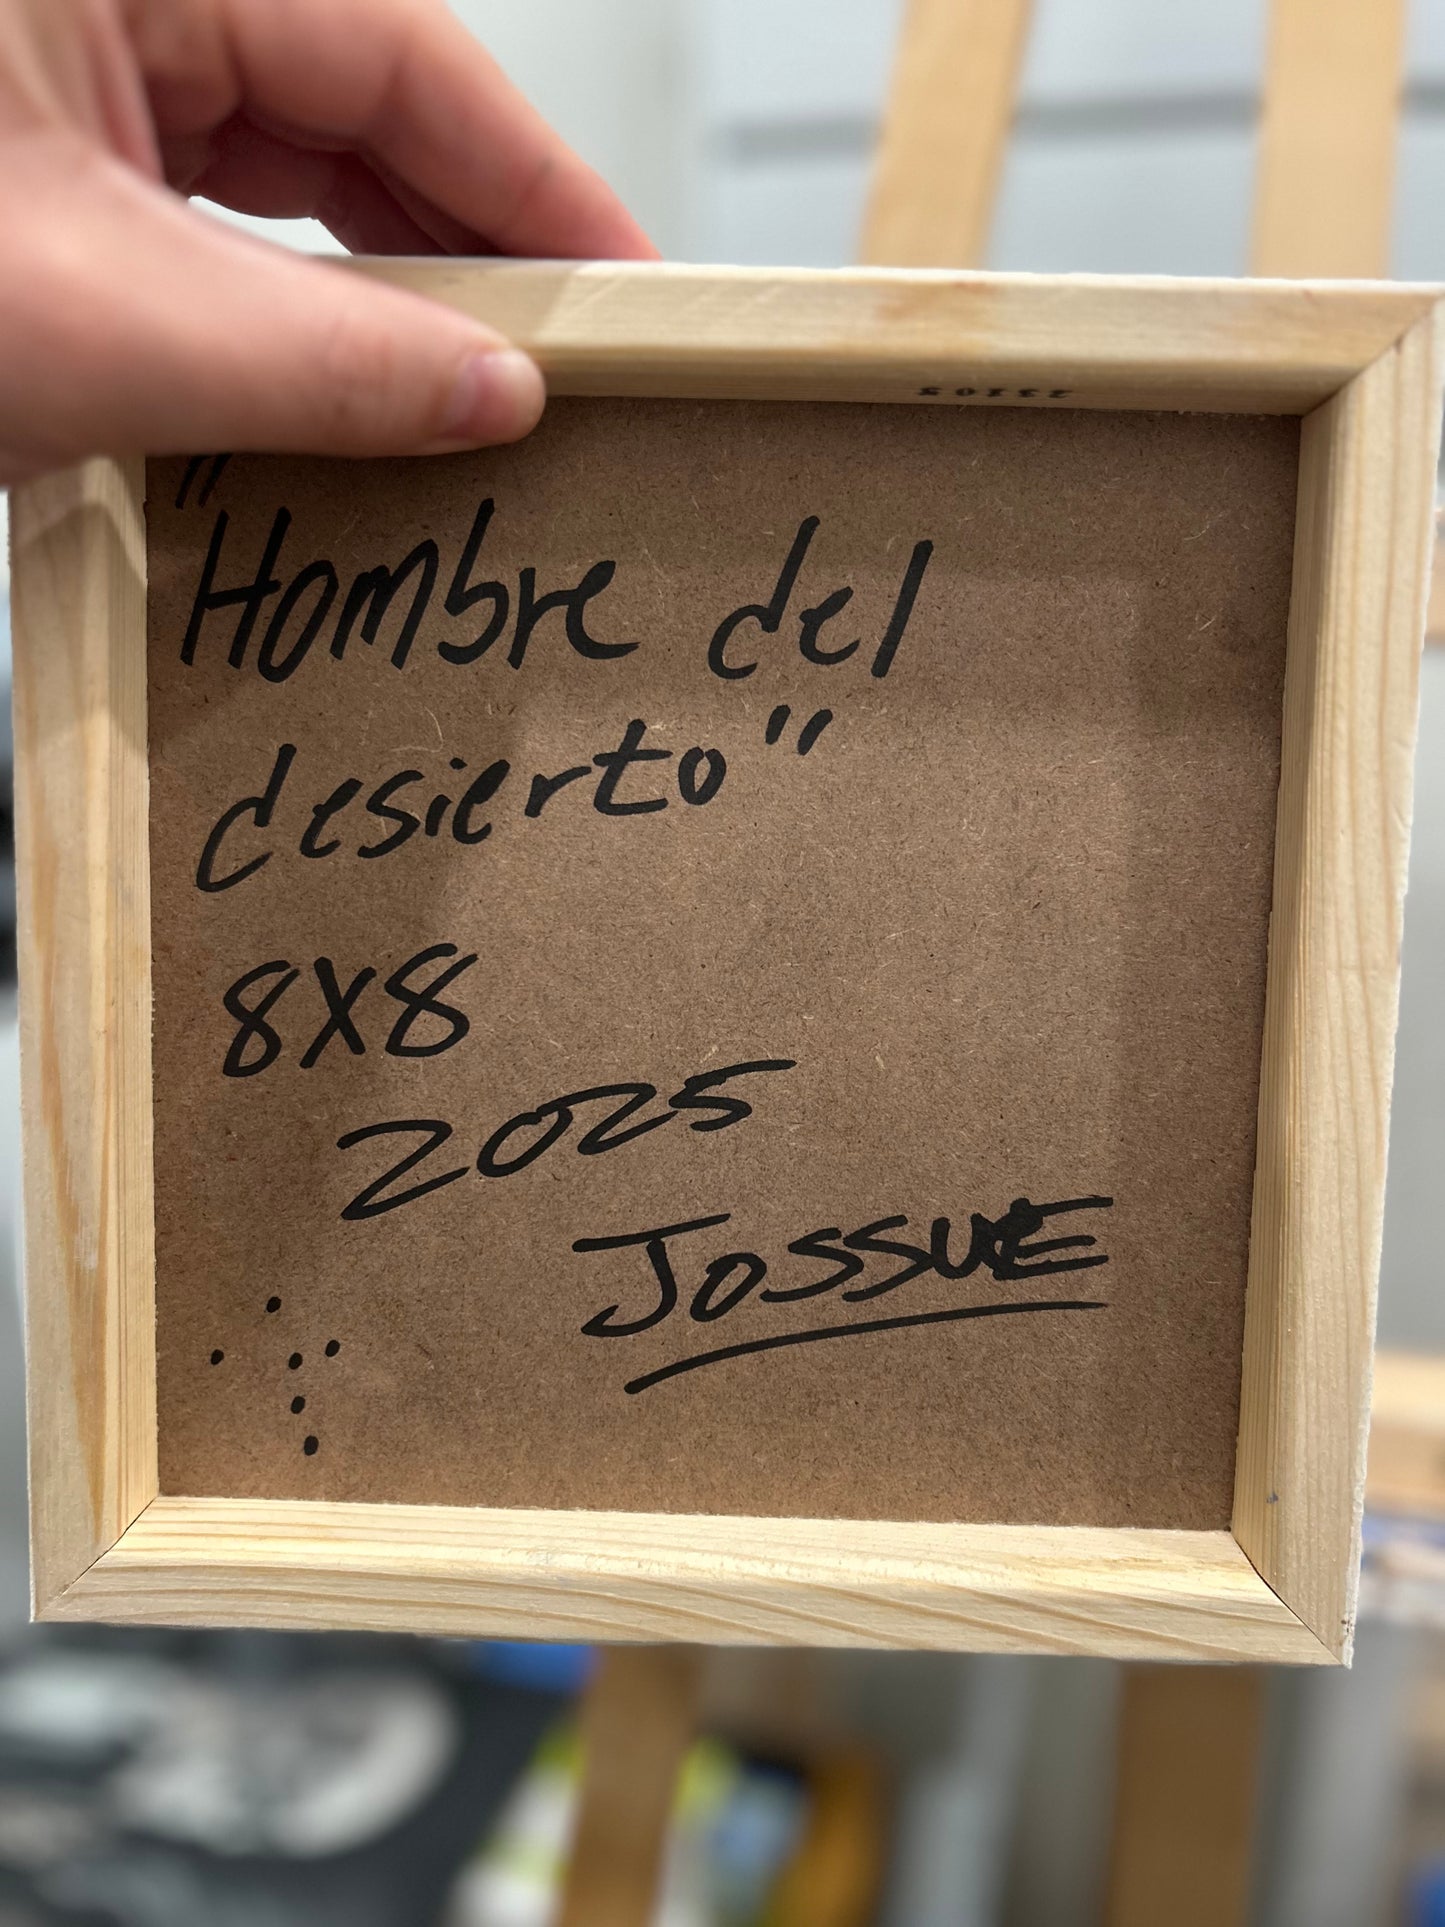 "Hombre del
desierto"
8X8
2025
JOSSUE